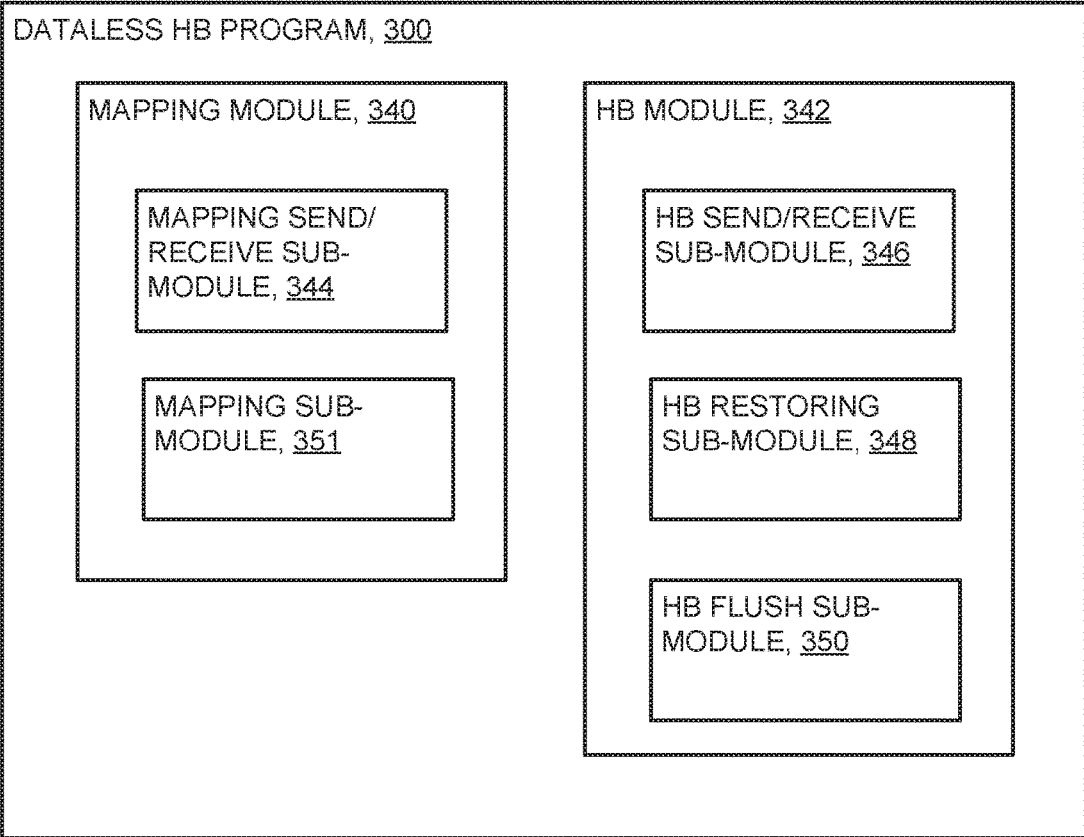 DATALESS HB PROGRAM, 300
MAPPING MODULE, 340
MAPPING SEND/
RECEIVE SUB-
MODULE, 344
MAPPING SUB-
MODULE, 351
HB MODULE, 342
HB SEND/RECEIVE
SUB-MODULE, 346
HB RESTORING
SUB-MODULE, 348
HB FLUSH SUB-
MODULE, 350